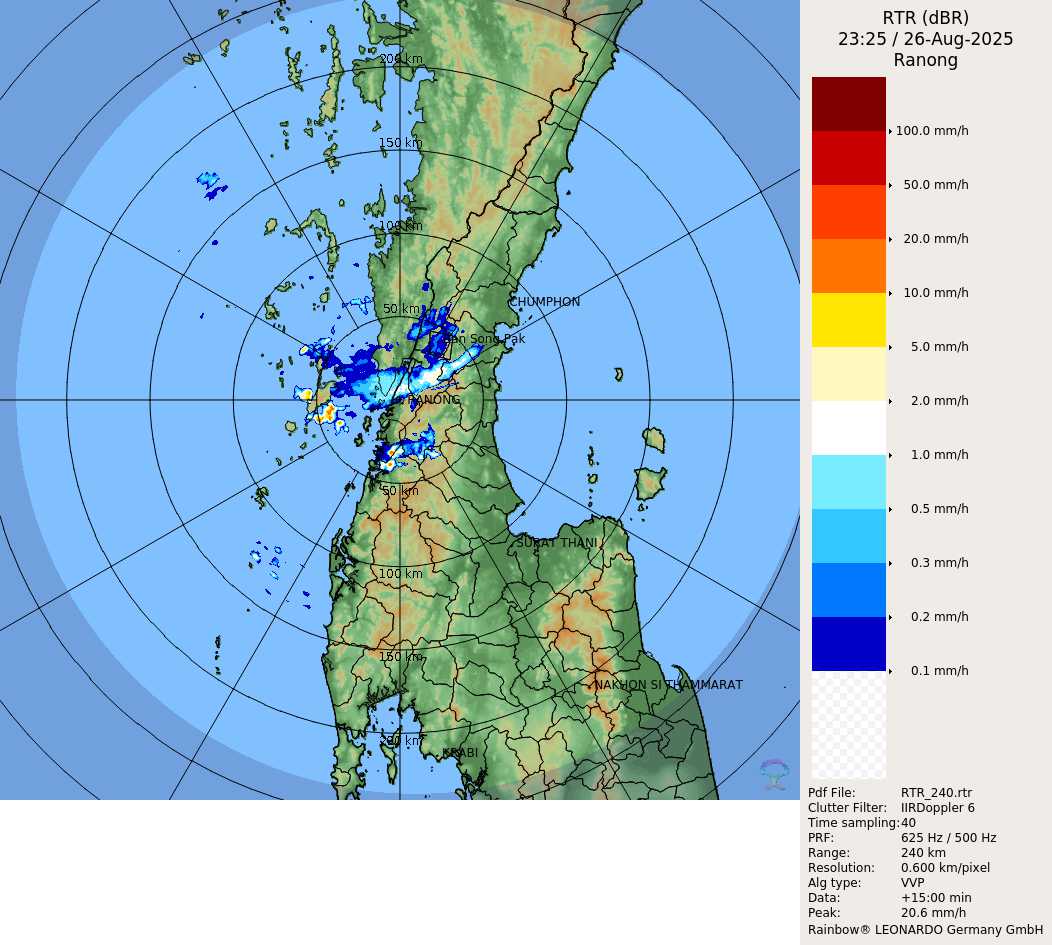 RTR (dBR)
23:25 / 26-Aug-2025
Ranong
100.0 mm/h
50.0 mm/h
20.0 mm/h
10.0 mm/h
5.0 mm/h
2.0 mm/h
1.0 mm/h
0.5 mm/h
0.3 mm/h
0.2 mm/h
0.1 mm/h
200 km
150 km
100 km
CHUMPHON
50 km
Song Pak
RANONG
50 km
SURAT THANI
100 km
150 km
NAKHON SI THAMMARAT
200 km
KRABI
Pdf File: RTR_240.rtr
Clutter Filter: IIRDoppler 6
Time sampling:40
PRF: 625 Hz / 500 Hz
Range: 240 km
Resolution: 0.600 km/pixel
Alg type: VVP
Data: +15:00 min
Peak: 20.6 mm/h
Rainbow® LEONARDO Germany GmbH